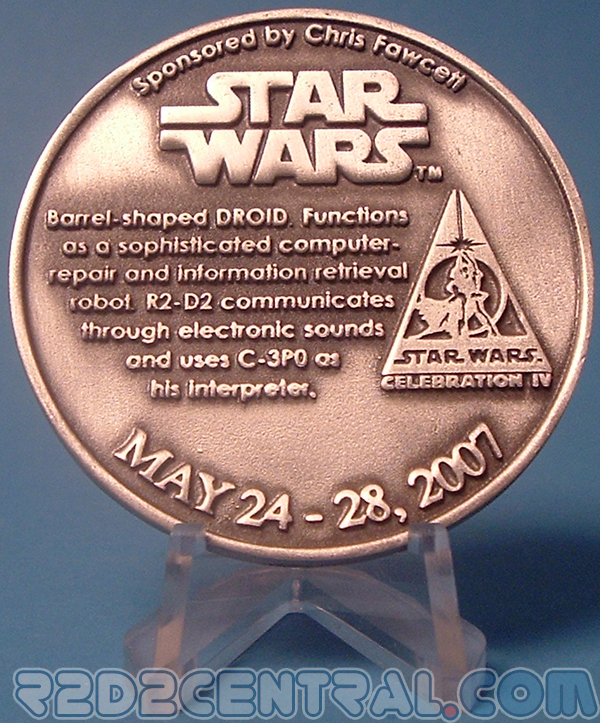 Sponsored by Chris Fawcett
STAR
WARS™
Barrel-shaped DROID. Functions
as a sophisticated computer-
repair and information retrieval
robot. R2-D2 communicates
through electronic sounds
and uses C-3P0 as
his interpreter.
STAR WARS.
CELEBRATION IV
MAY 24 - 28, 2007
R2D2CENTRAL.COM